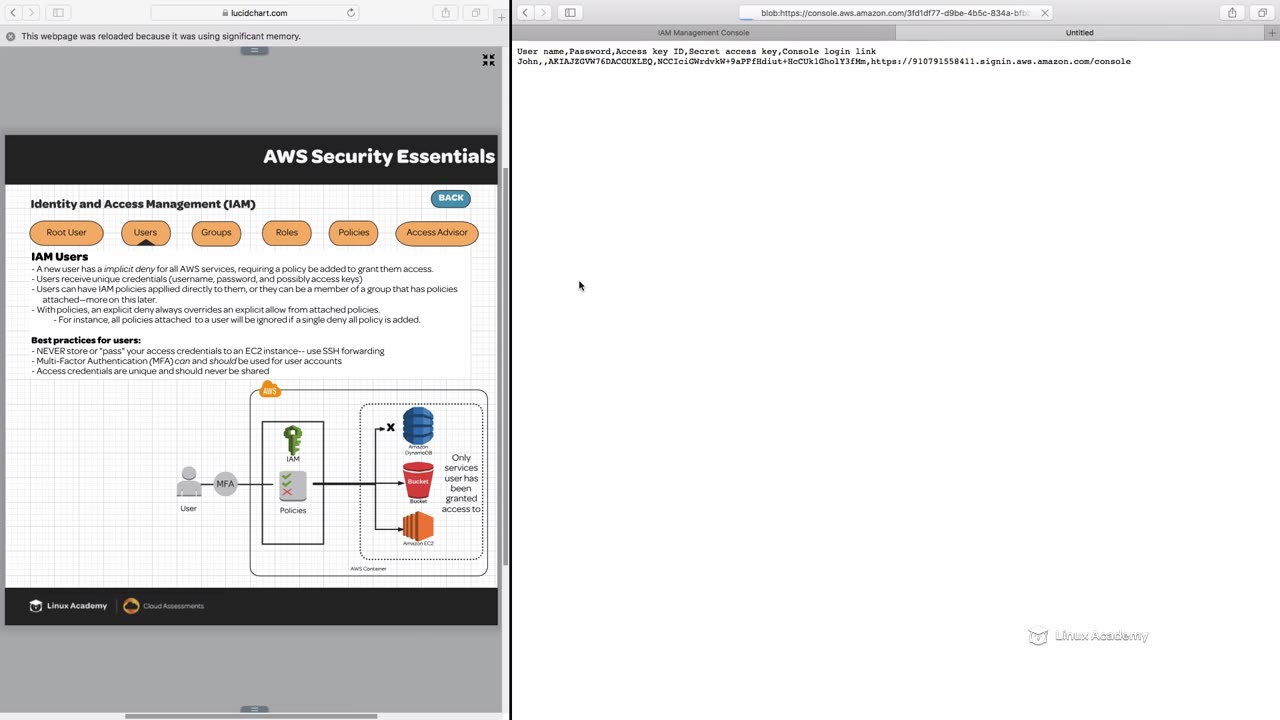 lucidchart.com
This webpage was reloaded because it was using significant memory.
AWS Security Essentials
Identity and Access Management (IAM)
BACK
Root User
Users
Groups
Roles
Policies
Access Advisor
IAM Users
- A new user has a implicit deny for all AWS services, requiring a policy be added to grant them access.
- Users receive unique credentials (username, password, and possibly access keys)
- Users can have IAM policies appllied directly to them, or they can be a member of a group that has policies
attached—more on this later.
- With policies, an explicit deny always overrides an explicit allow from attached policies.
- For instance, all policies attached to a user will be ignored if a single deny all policy is added.
Best practices for users:
- NEVER store or "pass" your access credentials to an EC2 instance-- use SSH forwarding
- Multi-Factor Authentication (MFA) can and should be used for user accounts
- Access credentials are unique and should never be shared
AWS
IAM
Policies
User
MFA
X
Amazon
DynamoDB
Bucket
Bucket
Amazon EC2
Only
services
user has
been
granted
access to
AWS Container
Linux Academy
Cloud Assessments
blob:https://console.aws.amazon.com/3fd1df77-d9be-4b5c-834a-bfb
IAM Management Console
Untitled
User name,Password,Access key ID,Secret access key,Console login link
John,,AKIAJZGVW76DACGUXLEQ,NCCIciGWrdvkW+9aPFfHdiut+HcCUk1GholY3fMm,https://910791558411.signin.aws.amazon.com/console
Linux Academy